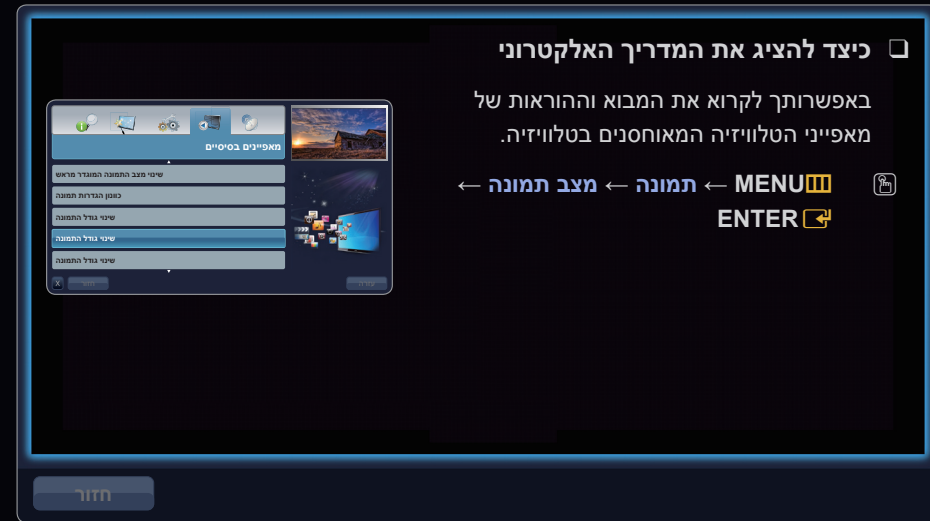 כיצד להציג את המדריך האלקטרוני
באפשרותך לקרוא את המבוא וההוראות של
מאפייני הטלוויזיה המאוחסנים בטלוויזיה.
MENU ← תמונה ← מצב תמונה ←
ENTER
מאפיינים בסיסיים
שינוי מצב התמונה המוגדר מראש
כוונון הגדרות תמונה
שינוי גודל התמונה
שינוי גודל התמונה
שינוי גודל התמונה
חזור
X
חזור